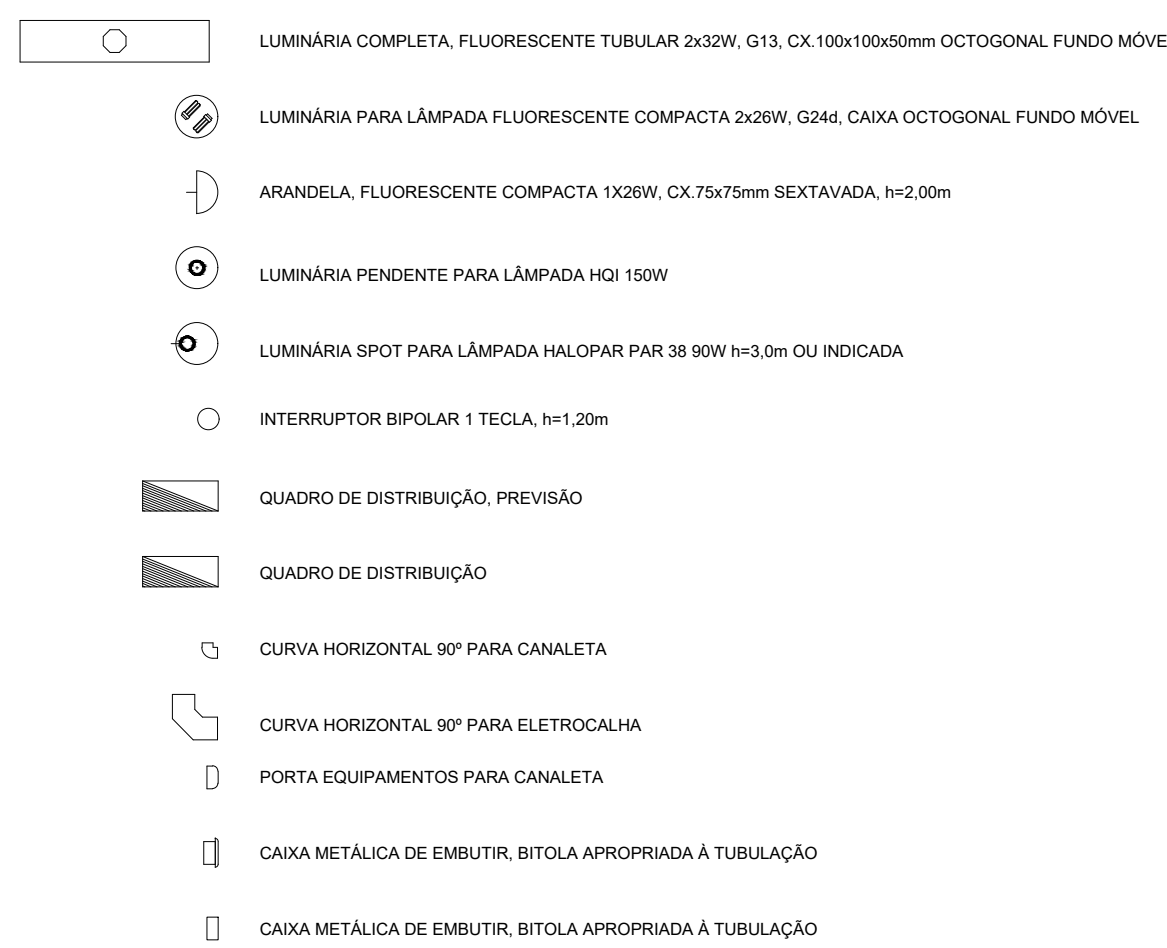 LUMINÁRIA COMPLETA, FLUORESCENTE TUBULAR 2x32W, G13, CX.100x100x50mm OCTOGONAL FUNDO MÓVE
LUMINÁRIA PARA LÂMPADA FLUORESCENTE COMPACTA 2x26W, G24d, CAIXA OCTOGONAL FUNDO MÓVEL
ARANDELA, FLUORESCENTE COMPACTA 1X26W, CX.75x75mm SEXTAVADA, h=2,00m
LUMINÁRIA PENDENTE PARA LÂMPADA HQI 150W
LUMINÁRIA SPOT PARA LÂMPADA HALOPAR PAR 38 90W h=3,0m OU INDICADA
INTERRUPTOR BIPOLAR 1 TECLA, h=1,20m
QUADRO DE DISTRIBUIÇÃO, PREVISÃO
QUADRO DE DISTRIBUIÇÃO
CURVA HORIZONTAL 90º PARA CANALETA
CURVA HORIZONTAL 90º PARA ELETROCALHA
PORTA EQUIPAMENTOS PARA CANALETA
CAIXA METÁLICA DE EMBUTIR, BITOLA APROPRIADA À TUBULAÇÃO
CAIXA METÁLICA DE EMBUTIR, BITOLA APROPRIADA À TUBULAÇÃO